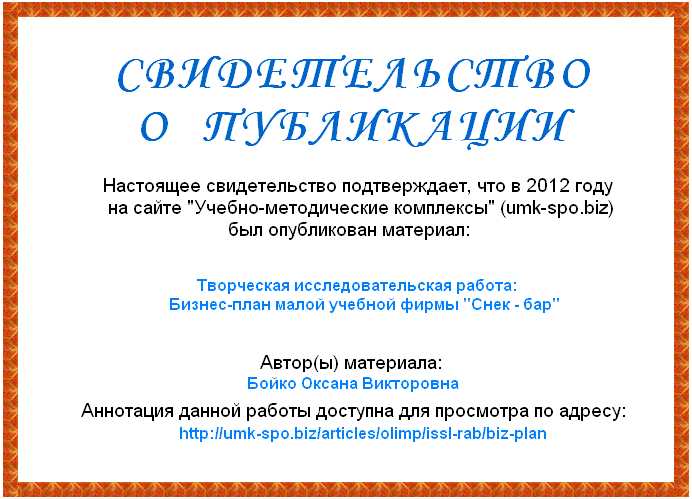 СВИДЕТЕЛЬСТВО
О ПУБЛИКАЦИИ
Настоящее свидетельство подтверждает, что в 2012 году
на сайте "Учебно-методические комплексы" (umk-spo.biz)
был опубликован материал:
Творческая исследовательская работа:
Бизнес-план малой учебной фирмы "Снек - бар"
Автор(ы) материала:
Бойко Оксана Викторовна
Аннотация данной работы доступна для просмотра по адресу:
http://umk-spo.biz/articles/olimp/issl-rab/biz-plan